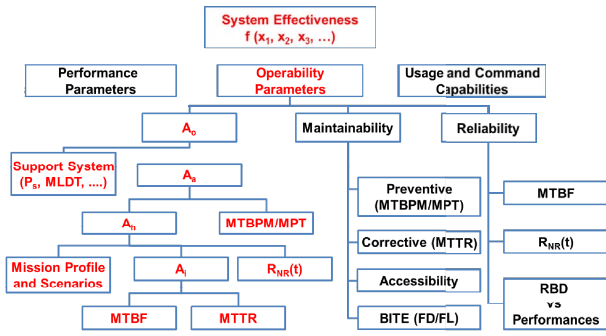 System Effectiveness
f (x1, x2, x3, …)
Performance
Parameters
Operability
Parameters
Usage and Command
Capabilities
Ao
Maintainability
Reliability
Support System
(Ps, MLDT, ....)
Aa
Preventive
(MTBPM/MPT)
MTBF
Ah
MTBPM/MPT
Corrective (MTTR)
RNR(t)
Mission Profile
and Scenarios
Ai
RNR(t)
Accessibility
RBD
vs
Performances
MTBF
MTTR
BITE (FD/FL)